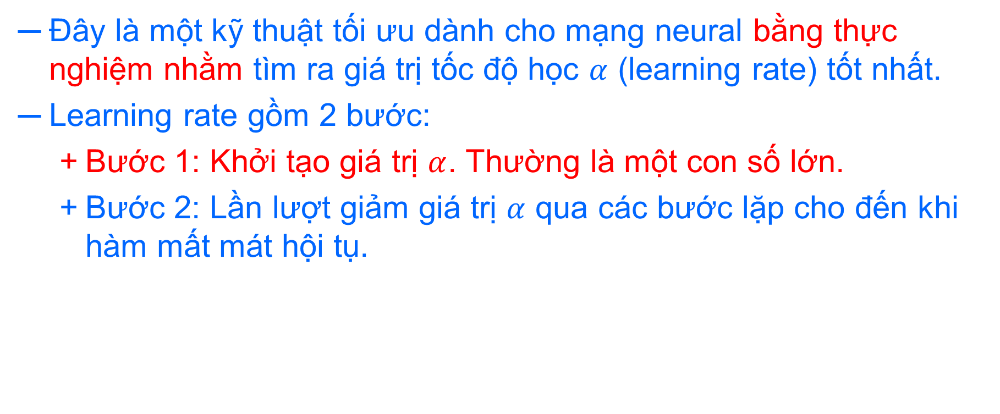 ─ Đây là một kỹ thuật tối ưu dành cho mạng neural bằng thực
nghiệm nhằm tìm ra giá trị tốc độ học 𝛼 (learning rate) tốt nhất.
─ Learning rate gồm 2 bước:
+ Bước 1: Khởi tạo giá trị 𝛼. Thường là một con số lớn.
+ Bước 2: Lần lượt giảm giá trị 𝛼 qua các bước lặp cho đến khi
hàm mất mát hội tụ.